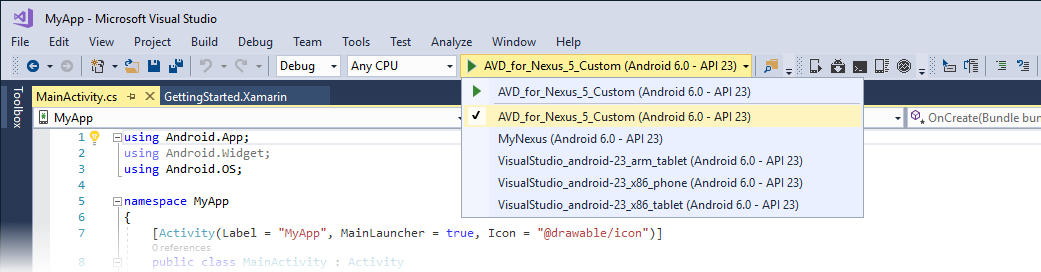 MyApp - Microsoft Visual Studio
File Edit View Project Build Debug Team Tools Test Analyze Window Help
Debug Any CPU AVD_for_Nexus_5_Custom (Android 6.0 - API 23)
Toolbox
MainActivity.cs GettingStarted.Xamarin
AVD_for_Nexus_5_Custom (Android 6.0 - API 23)
MyApp OnCreate(Bundle bun
AVD_for_Nexus_5_Custom (Android 6.0 - API 23)
MyNexus (Android 6.0 - API 23)
VisualStudio_android-23_arm_tablet (Android 6.0 - API 23)
VisualStudio_android-23_x86_phone (Android 6.0 - API 23)
VisualStudio_android-23_x86_tablet (Android 6.0 - API 23)
1 using Android.App;
2 using Android.Widget;
3 using Android.OS;
4
5 namespace MyApp
6 {
7 [Activity(Label = "MyApp", MainLauncher = true, Icon = "@drawable/icon")]
0 references
8 public class MainActivity : Activity